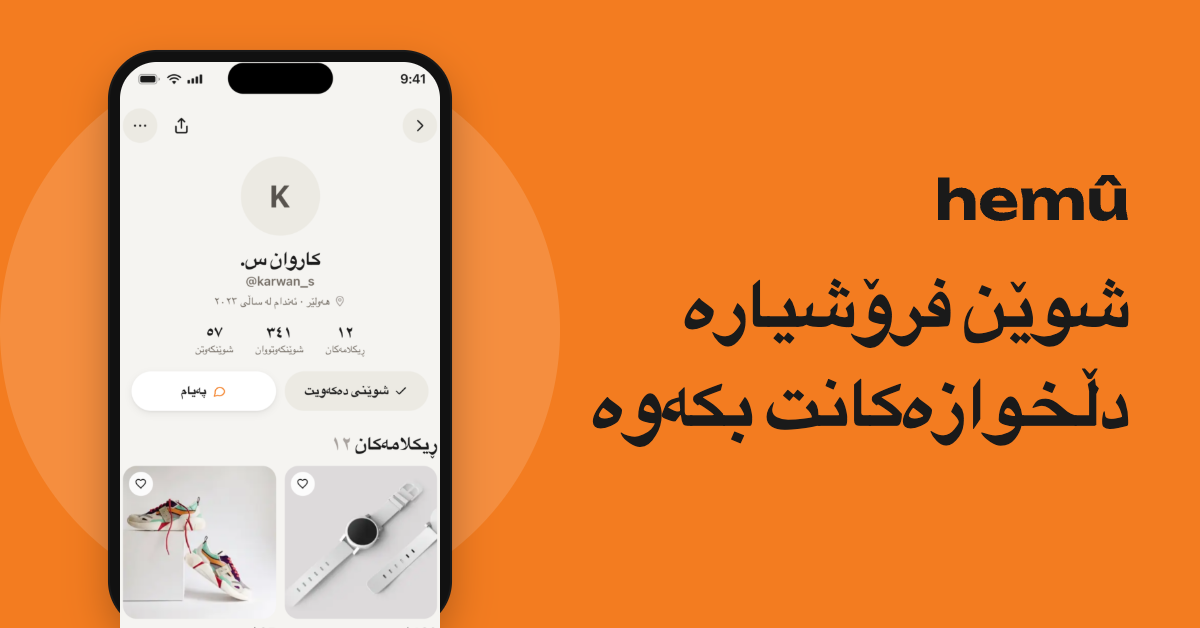 9:41
K
کاروان س.
@karwan_s
هەولێر · ئەندام لە ساڵی ٢٠٢٣
١٢
ڕیکلامەکان
٣٤١
شوێنکەوتووان
٥٧
شوێنکەوتن
شوێنی دەکەویت
پەیام
ڕیکلامەکان ١٢
hemû
شوێن فرۆشیارە
دڵخوازەکانت بکەوە